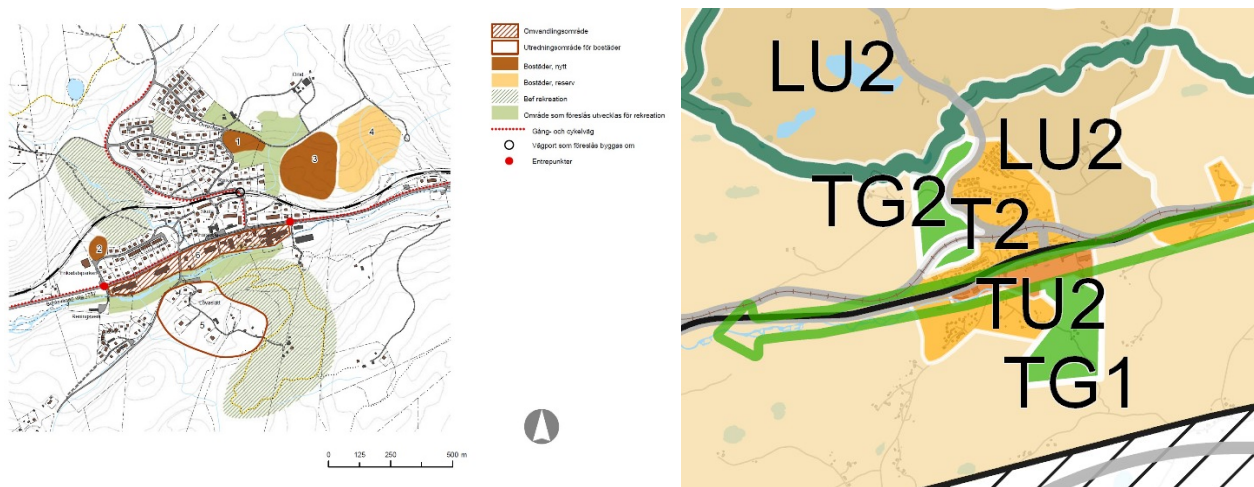 Omvandlingsområde
Utredningsområde för bostäder
Bostäder, nytt
Bostäder, reserv
Bef rekreation
Område som föreslås utvecklas för rekreation
Gång- och cykelväg
Vägport som föreslås byggas om
Entrepunkter
1
3
4
2
6
5
0 125 250 500 m
LU2
LU2
TG2
T2
TU2
TG1